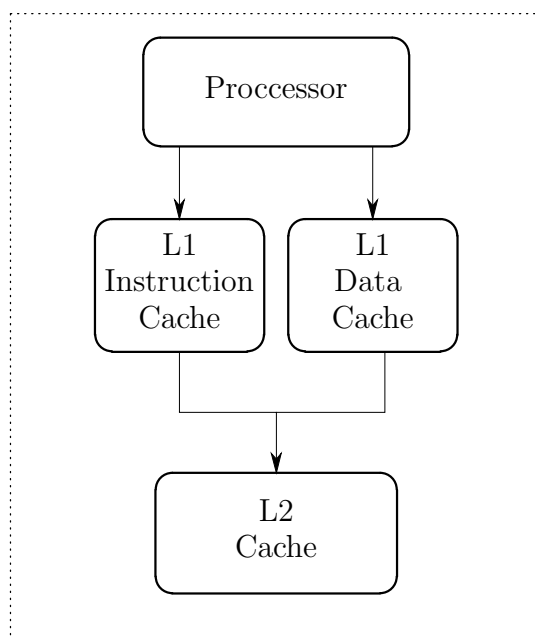 Proccessor
L1
Instruction
Cache
L1
Data
Cache
L2
Cache